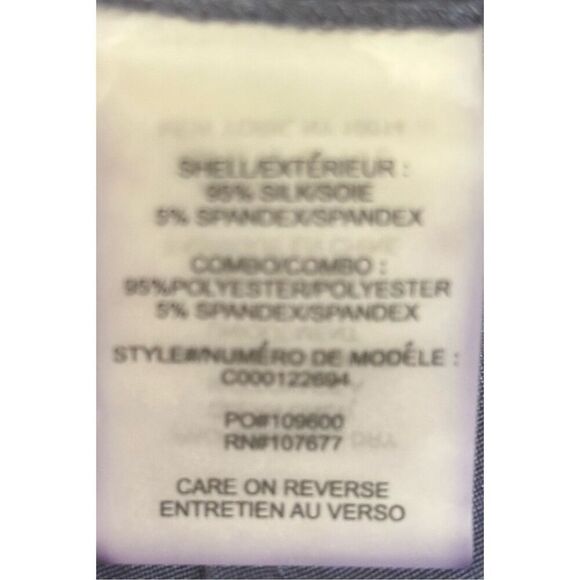 SHELL/EXTÉRIEUR :
95% SILK/SOIE
5% SPANDEX/SPANDEX
COMBO/COMBO :
95%POLYESTER/POLYESTER
5% SPANDEX/SPANDEX
STYLE#/NUMÉRO DE MODÉLE :
C000122694
PO#109600
RN#107677
CARE ON REVERSE
ENTRETIEN AU VERSO